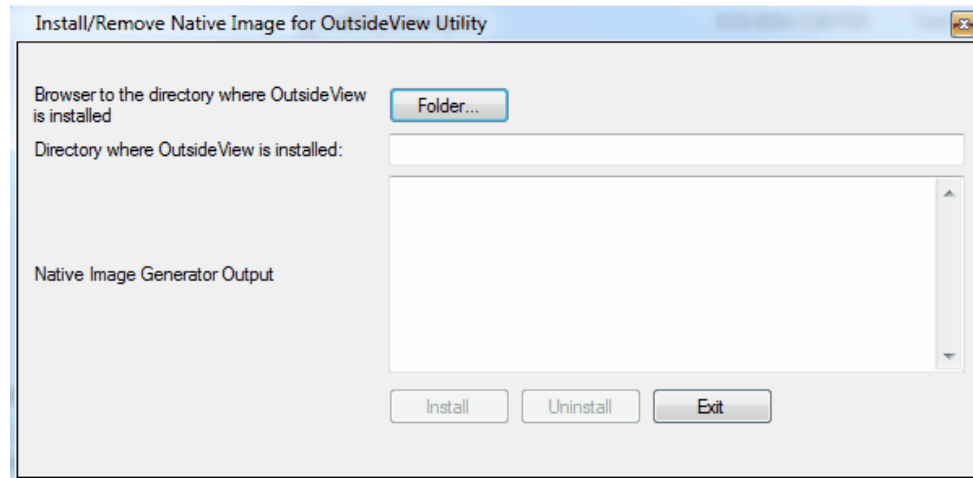 Install/Remove Native Image for OutsideView Utility
Browser to the directory where OutsideView
is installed
Folder...
Directory where OutsideView is installed:
Native Image Generator Output
Install
Uninstall
Exit